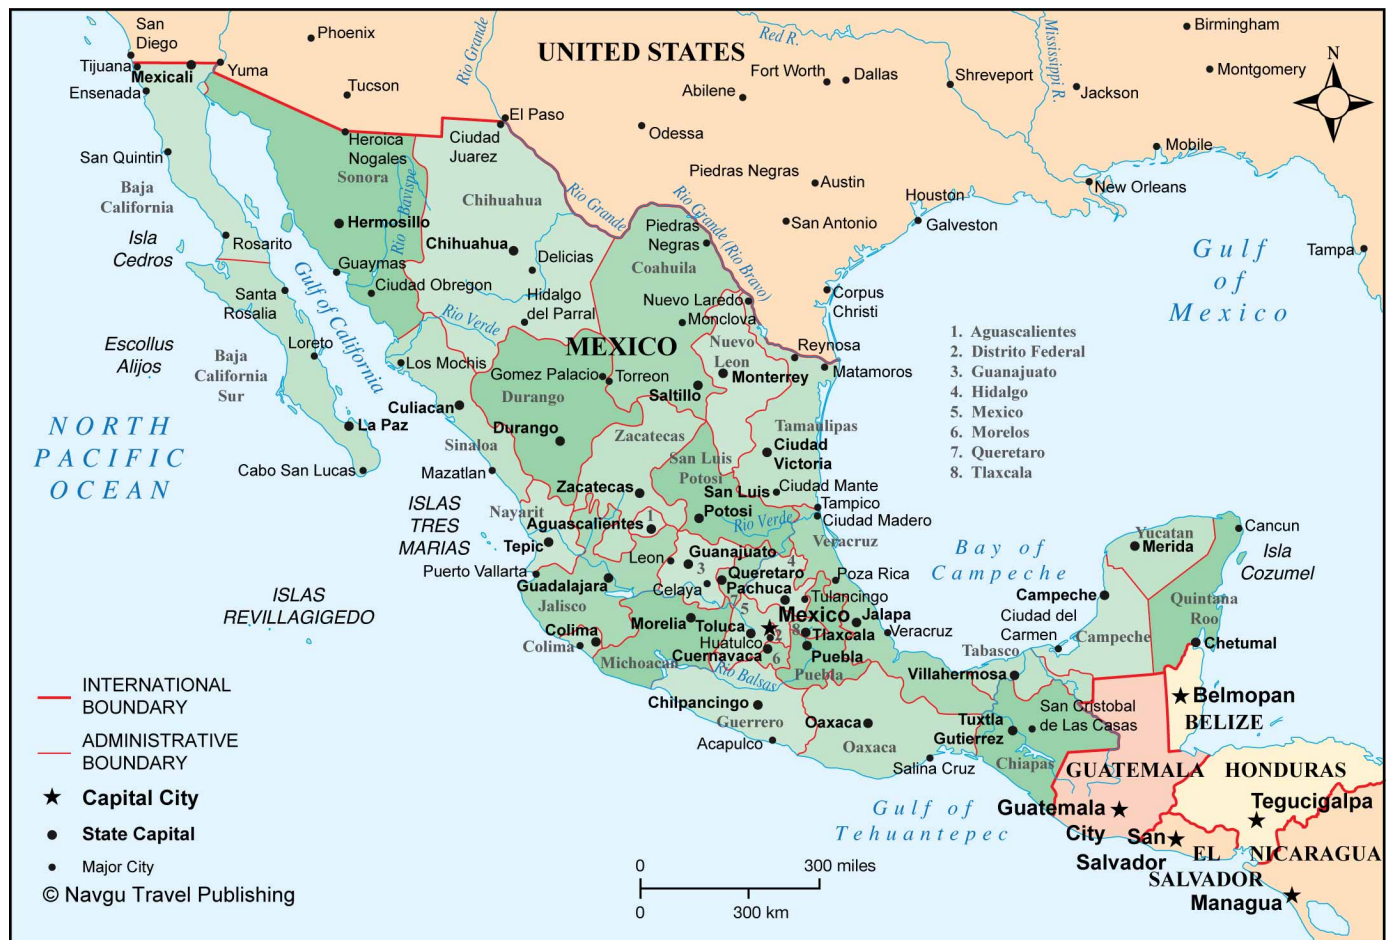 San
Diego
Phoenix
Birmingham
UNITED STATES
Red R.
Mississippi R.
Rio Grande
N
Tijuana
Mexicali
Yuma
Fort Worth
Dallas
Shreveport
Montgomery
Ensenada
Tucson
Abilene
Jackson
El Paso
Odessa
Heroica
Nogales
Ciudad
Juarez
Mobile
San Quintin
Sonora
Piedras Negras
Austin
New Orleans
Baja
California
Chihuahua
Rio Grande
Rio Grande (Rio Bravo)
Houston
Galveston
Rio Bavispe
Hermosillo
Piedras
Negras
San Antonio
Isla
Cedros
Rosarito
Chihuahua
Delicias
Coahuila
Tampa
Gulf
of
Mexico
Guaymas
Ciudad Obregon
Gulf of California
Santa
Rosalia
Hidalgo
del Parral
Nuevo Laredo
Monclova
Corpus
Christi
Rio Verde
Escollus
Alijos
Loreto
MEXICO
Nuevo
Leon
Reynosa
Matamoros
1. Aguascalientes
2. Distrito Federal
3. Guanajuato
4. Hidalgo
5. Mexico
6. Morelos
7. Queretaro
8. Tlaxcala
Baja
California
Sur
Los Mochis
Gomez Palacio
Torreon
Durango
Saltillo
Monterrey
Culiacan
La Paz
Durango
NORTH
PACIFIC
OCEAN
Sinaloa
Zacatecas
Tamaulipas
Ciudad
Victoria
Cabo San Lucas
Mazatlan
San Luis
Potosi
Zacatecas
San Luis
Potosi
Ciudad Mante
Tampico
Ciudad Madero
ISLAS
TRES
MARIAS
Nayarit
Aguascalientes
1
Rio Verde
Veracruz
Yucatan
Merida
Cancun
Isla
Cozumel
Tepic
Leon
Guanajuato
3
4
Bay of
Campeche
Puerto Vallarta
Guadalajara
Celaya
Queretaro
Pachuca
Poza Rica
Tulancingo
Campeche
Quintana
Roo
ISLAS
REVILLAGIGEDO
Jalisco
7
5
Mexico
Jalapa
Ciudad del
Carmen
Campeche
Colima
Colima
Morelia
Toluca
Huatulco
2
8
Tlaxcala
Veracruz
Chetumal
Michoacan
Cuernavaca
6
Puebla
Puebla
Tabasco
Villahermosa
Rio Balsas
INTERNATIONAL
BOUNDARY
Belmopan
BELIZE
Chilpancingo
Guerrero
Oaxaca
Oaxaca
Tuxtla
Gutierrez
San Cristobal
de Las Casas
ADMINISTRATIVE
BOUNDARY
Acapulco
Salina Cruz
Chiapas
GUATEMALA
HONDURAS
Capital City
Gulf of
Tehuantepec
Guatemala
City
Tegucigalpa
State Capital
San
Salvador
EL
SALVADOR
NICARAGUA
Major City
0
300 miles
0
300 km
Managua
© Navgu Travel Publishing